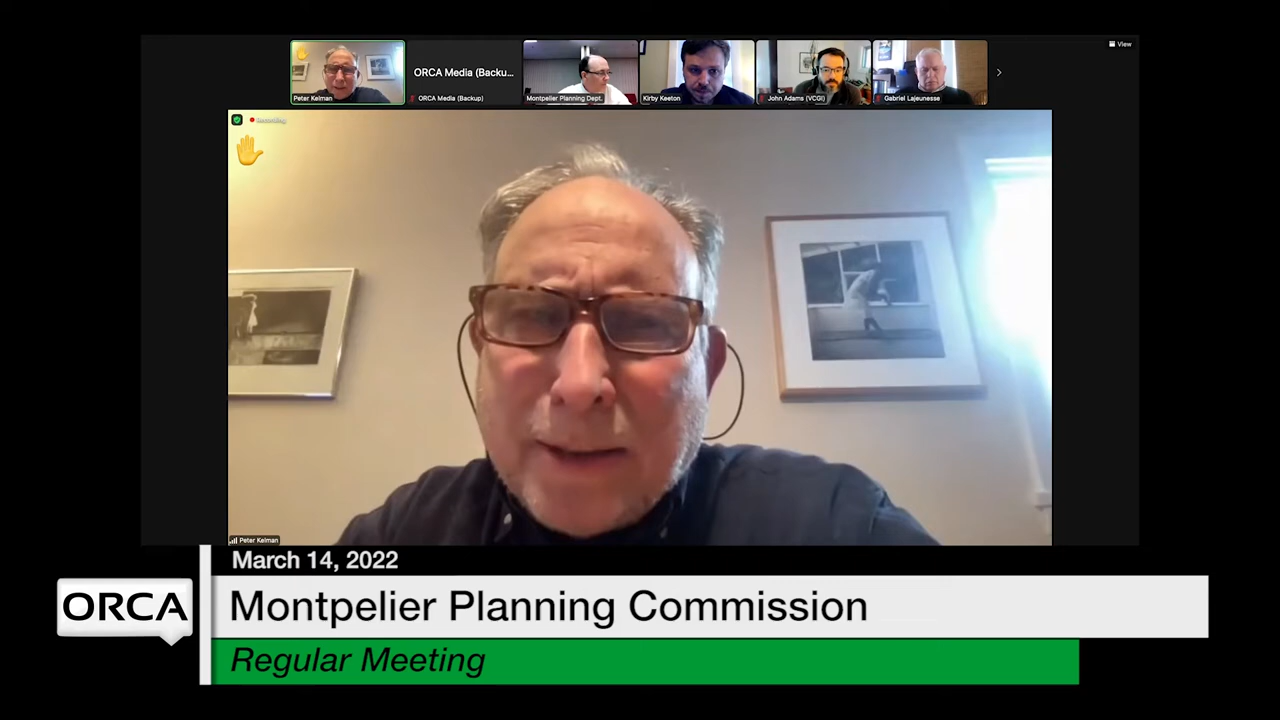 View
ORCA Media (Backu...
Peter Kelman
ORCA Media (Backup)
Montpelier Planning Dept.
Kirby Keeton
John Adams (VCGI)
Gabriel Lajeunesse
Recording
Peter Kelman
March 14, 2022
ORCA
Montpelier Planning Commission
Regular Meeting